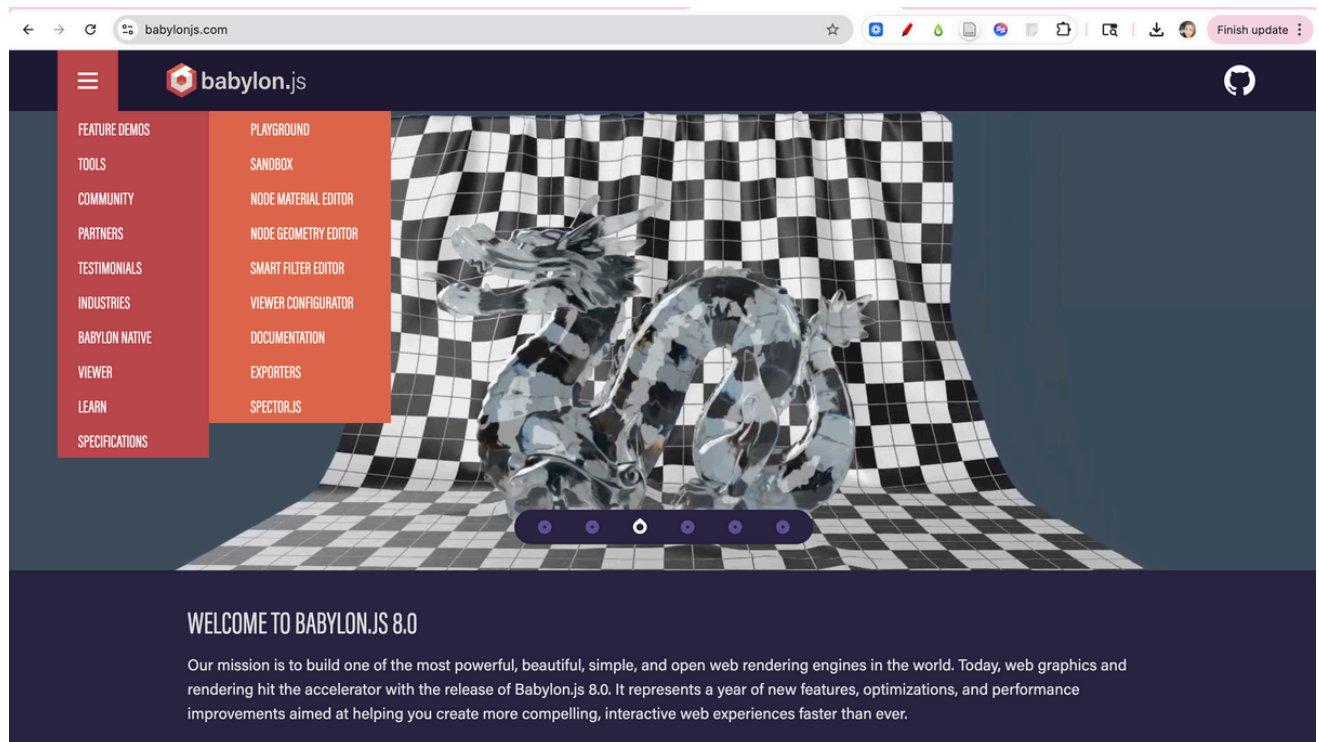 babylonjs.com
Finish update
babylon.js
FEATURE DEMOS
TOOLS
COMMUNITY
PARTNERS
TESTIMONIALS
INDUSTRIES
BABYLON NATIVE
VIEWER
LEARN
SPECIFICATIONS
PLAYGROUND
SANDBOX
NODE MATERIAL EDITOR
NODE GEOMETRY EDITOR
SMART FILTER EDITOR
VIEWER CONFIGURATOR
DOCUMENTATION
EXPORTERS
SPECTOR.JS
WELCOME TO BABYLON.JS 8.0
Our mission is to build one of the most powerful, beautiful, simple, and open web rendering engines in the world. Today, web graphics and
rendering hit the accelerator with the release of Babylon.js 8.0. It represents a year of new features, optimizations, and performance
improvements aimed at helping you create more compelling, interactive web experiences faster than ever.